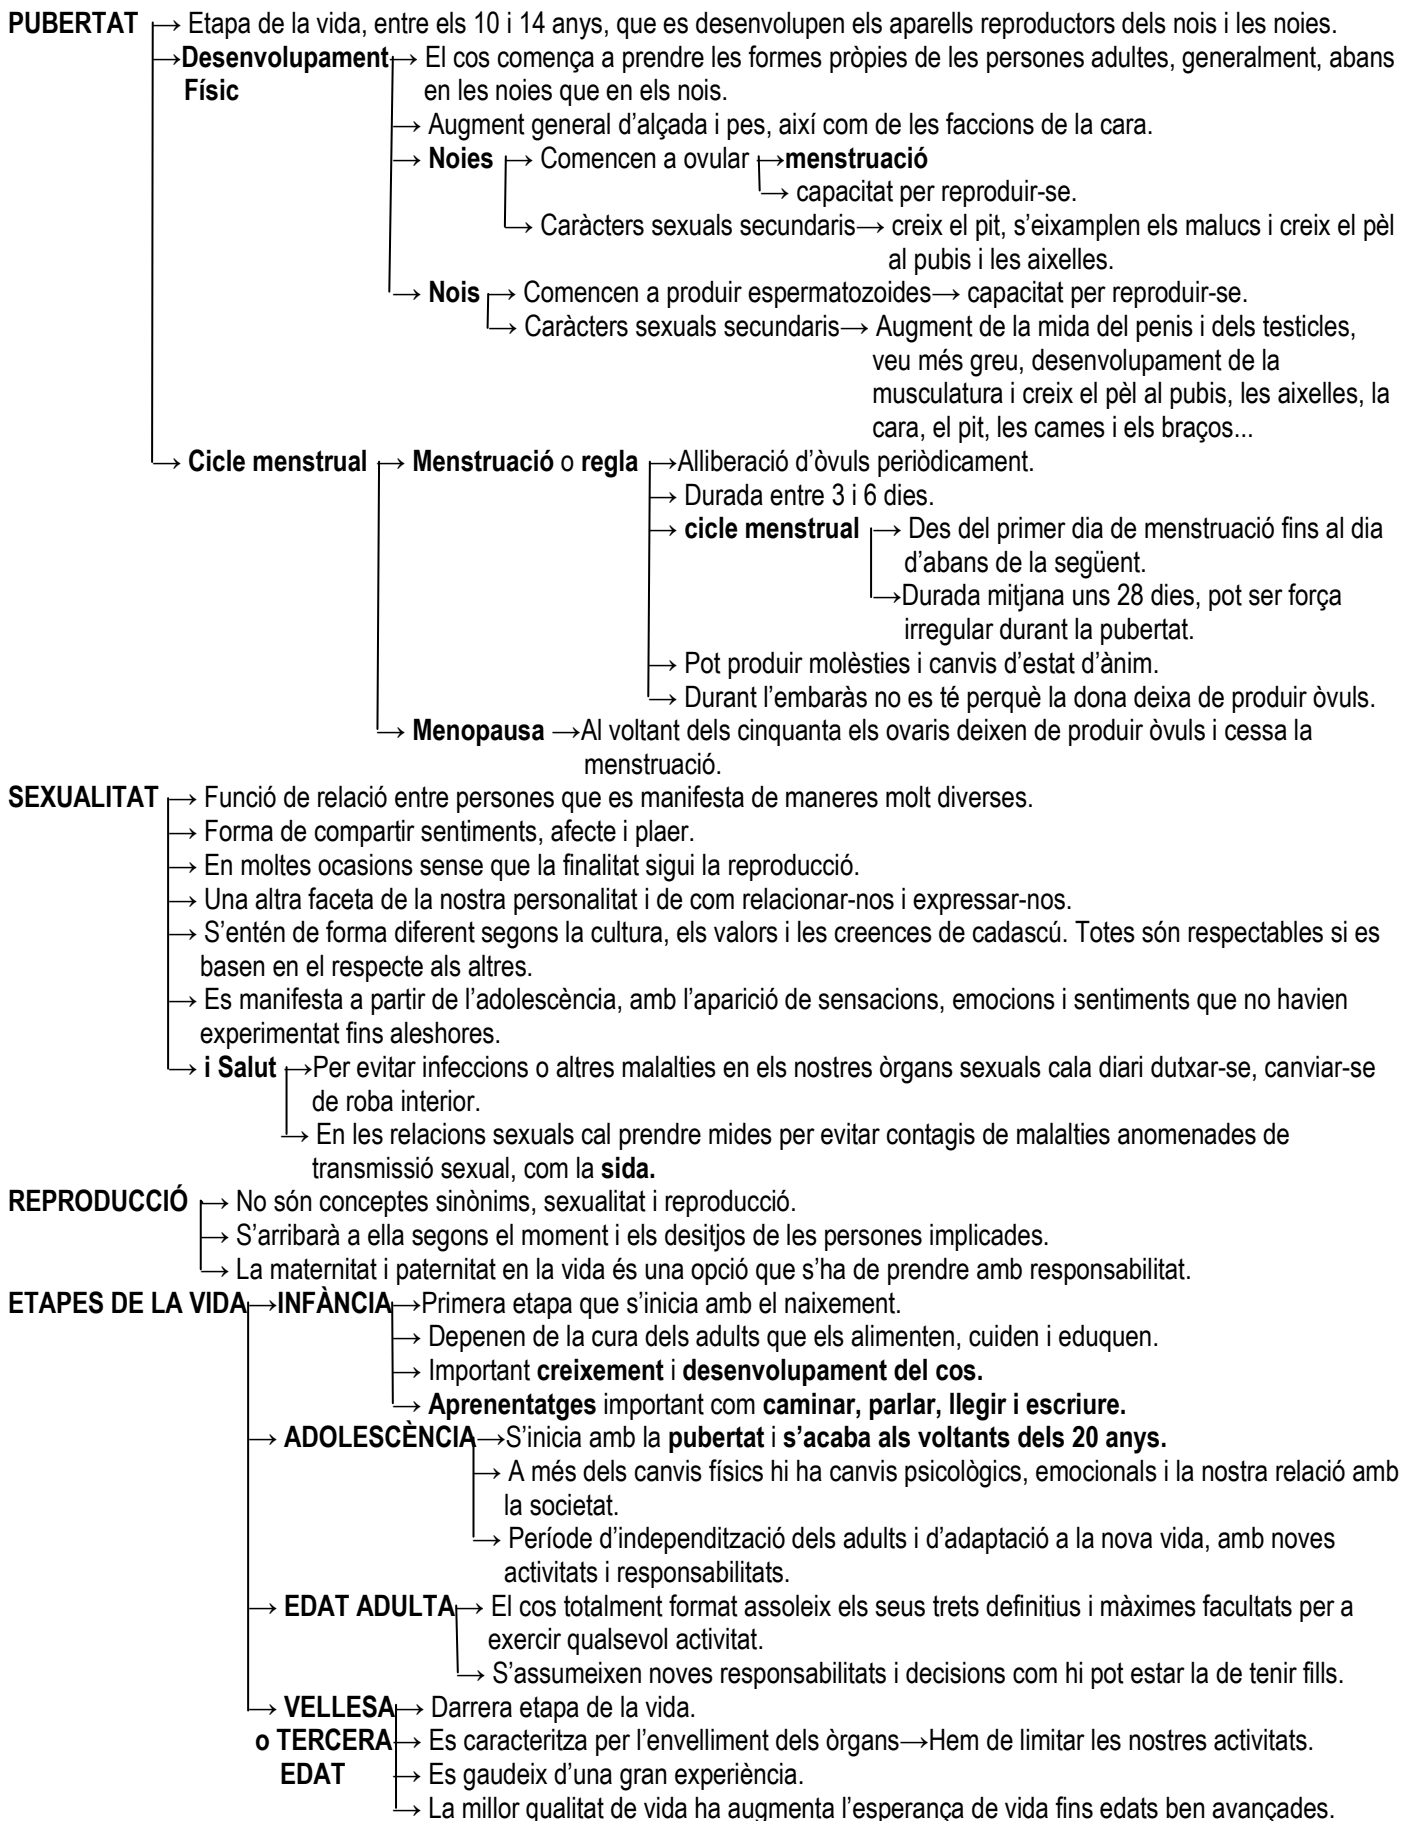 PUBERTAT → Etapa de la vida, entre els 10 i 14 anys, que es desenvolupen els aparells reproductors dels nois i les noies.
→Desenvolupament→ El cos comença a prendre les formes pròpies de les persones adultes, generalment, abans
Físic en les noies que en els nois.
→ Augment general d’alçada i pes, així com de les faccions de la cara.
→ Noies → Comencen a ovular →menstruació
→ capacitat per reproduir-se.
→ Caràcters sexuals secundaris→ creix el pit, s’eixamplen els malucs i creix el pèl
al pubis i les aixelles.
→ Nois → Comencen a produir espermatozoides→ capacitat per reproduir-se.
→ Caràcters sexuals secundaris→ Augment de la mida del penis i dels testicles,
veu més greu, desenvolupament de la
musculatura i creix el pèl al pubis, les aixelles, la
cara, el pit, les cames i els braços...
→ Cicle menstrual → Menstruació o regla →Alliberació d’òvuls periòdicament.
→ Durada entre 3 i 6 dies.
→ cicle menstrual → Des del primer dia de menstruació fins al dia
d’abans de la següent.
→Durada mitjana uns 28 dies, pot ser força
irregular durant la pubertat.
→ Pot produir molèsties i canvis d’estat d’ànim.
→ Durant l’embaràs no es té perquè la dona deixa de produir òvuls.
→ Menopausa →Al voltant dels cinquanta els ovaris deixen de produir òvuls i cessa la
menstruació.
SEXUALITAT → Funció de relació entre persones que es manifesta de maneres molt diverses.
→ Forma de compartir sentiments, afecte i plaer.
→ En moltes ocasions sense que la finalitat sigui la reproducció.
→ Una altra faceta de la nostra personalitat i de com relacionar-nos i expressar-nos.
→ S’entén de forma diferent segons la cultura, els valors i les creences de cadascú. Totes són respectables si es
basen en el respecte als altres.
→ Es manifesta a partir de l’adolescència, amb l’aparició de sensacions, emocions i sentiments que no havien
experimentat fins aleshores.
→ i Salut →Per evitar infeccions o altres malalties en els nostres òrgans sexuals cala diari dutxar-se, canviar-se
de roba interior.
→ En les relacions sexuals cal prendre mides per evitar contagis de malalties anomenades de
transmissió sexual, com la sida.
REPRODUCCIÓ → No són conceptes sinònims, sexualitat i reproducció.
→ S’arribarà a ella segons el moment i els desitjos de les persones implicades.
→ La maternitat i paternitat en la vida és una opció que s’ha de prendre amb responsabilitat.
ETAPES DE LA VIDA→INFÀNCIA→Primera etapa que s’inicia amb el naixement.
→ Depenen de la cura dels adults que els alimenten, cuiden i eduquen.
→ Important creixement i desenvolupament del cos.
→ Aprenentatges important com caminar, parlar, llegir i escriure.
→ ADOLESCÈNCIA→S’inicia amb la pubertat i s’acaba als voltants dels 20 anys.
→ A més dels canvis físics hi ha canvis psicològics, emocionals i la nostra relació amb
la societat.
→ Període d’independització dels adults i d’adaptació a la nova vida, amb noves
activitats i responsabilitats.
→ EDAT ADULTA→ El cos totalment format assoleix els seus trets definitius i màximes facultats per a
exercir qualsevol activitat.
→ S’assumeixen noves responsabilitats i decisions com hi pot estar la de tenir fills.
→ VELLESA→ Darrera etapa de la vida.
o TERCERA→ Es caracteritza per l’envelliment dels òrgans→Hem de limitar les nostres activitats.
EDAT → Es gaudeix d’una gran experiència.
→ La millor qualitat de vida ha augmenta l’esperança de vida fins edats ben avançades.